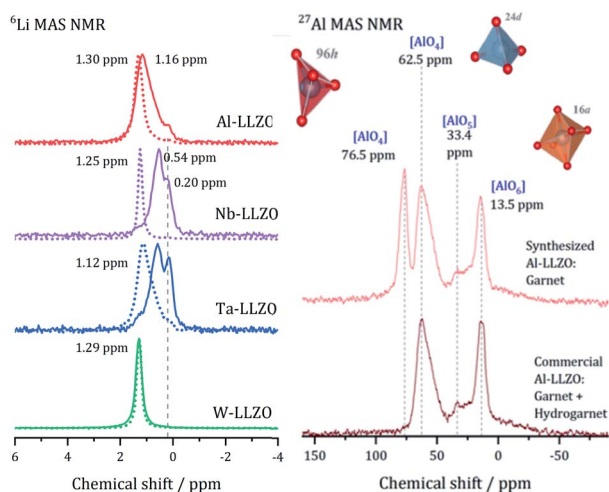 ⁶Li MAS NMR
1.30 ppm
1.16 ppm
Al-LLZO
1.25 ppm
0.54 ppm
0.20 ppm
Nb-LLZO
1.12 ppm
Ta-LLZO
1.29 ppm
W-LLZO
6 4 2 0 -2 -4
Chemical shift / ppm
²⁷Al MAS NMR
96h
[AlO₄]
62.5 ppm
24d
[AlO₅]
33.4
ppm
16a
[AlO₄]
76.5 ppm
[AlO₆]
13.5 ppm
Synthesized
Al-LLZO:
Garnet
Commercial
Al-LLZO:
Garnet +
Hydrogarnet
150 100 50 0 -50
Chemical shift / ppm